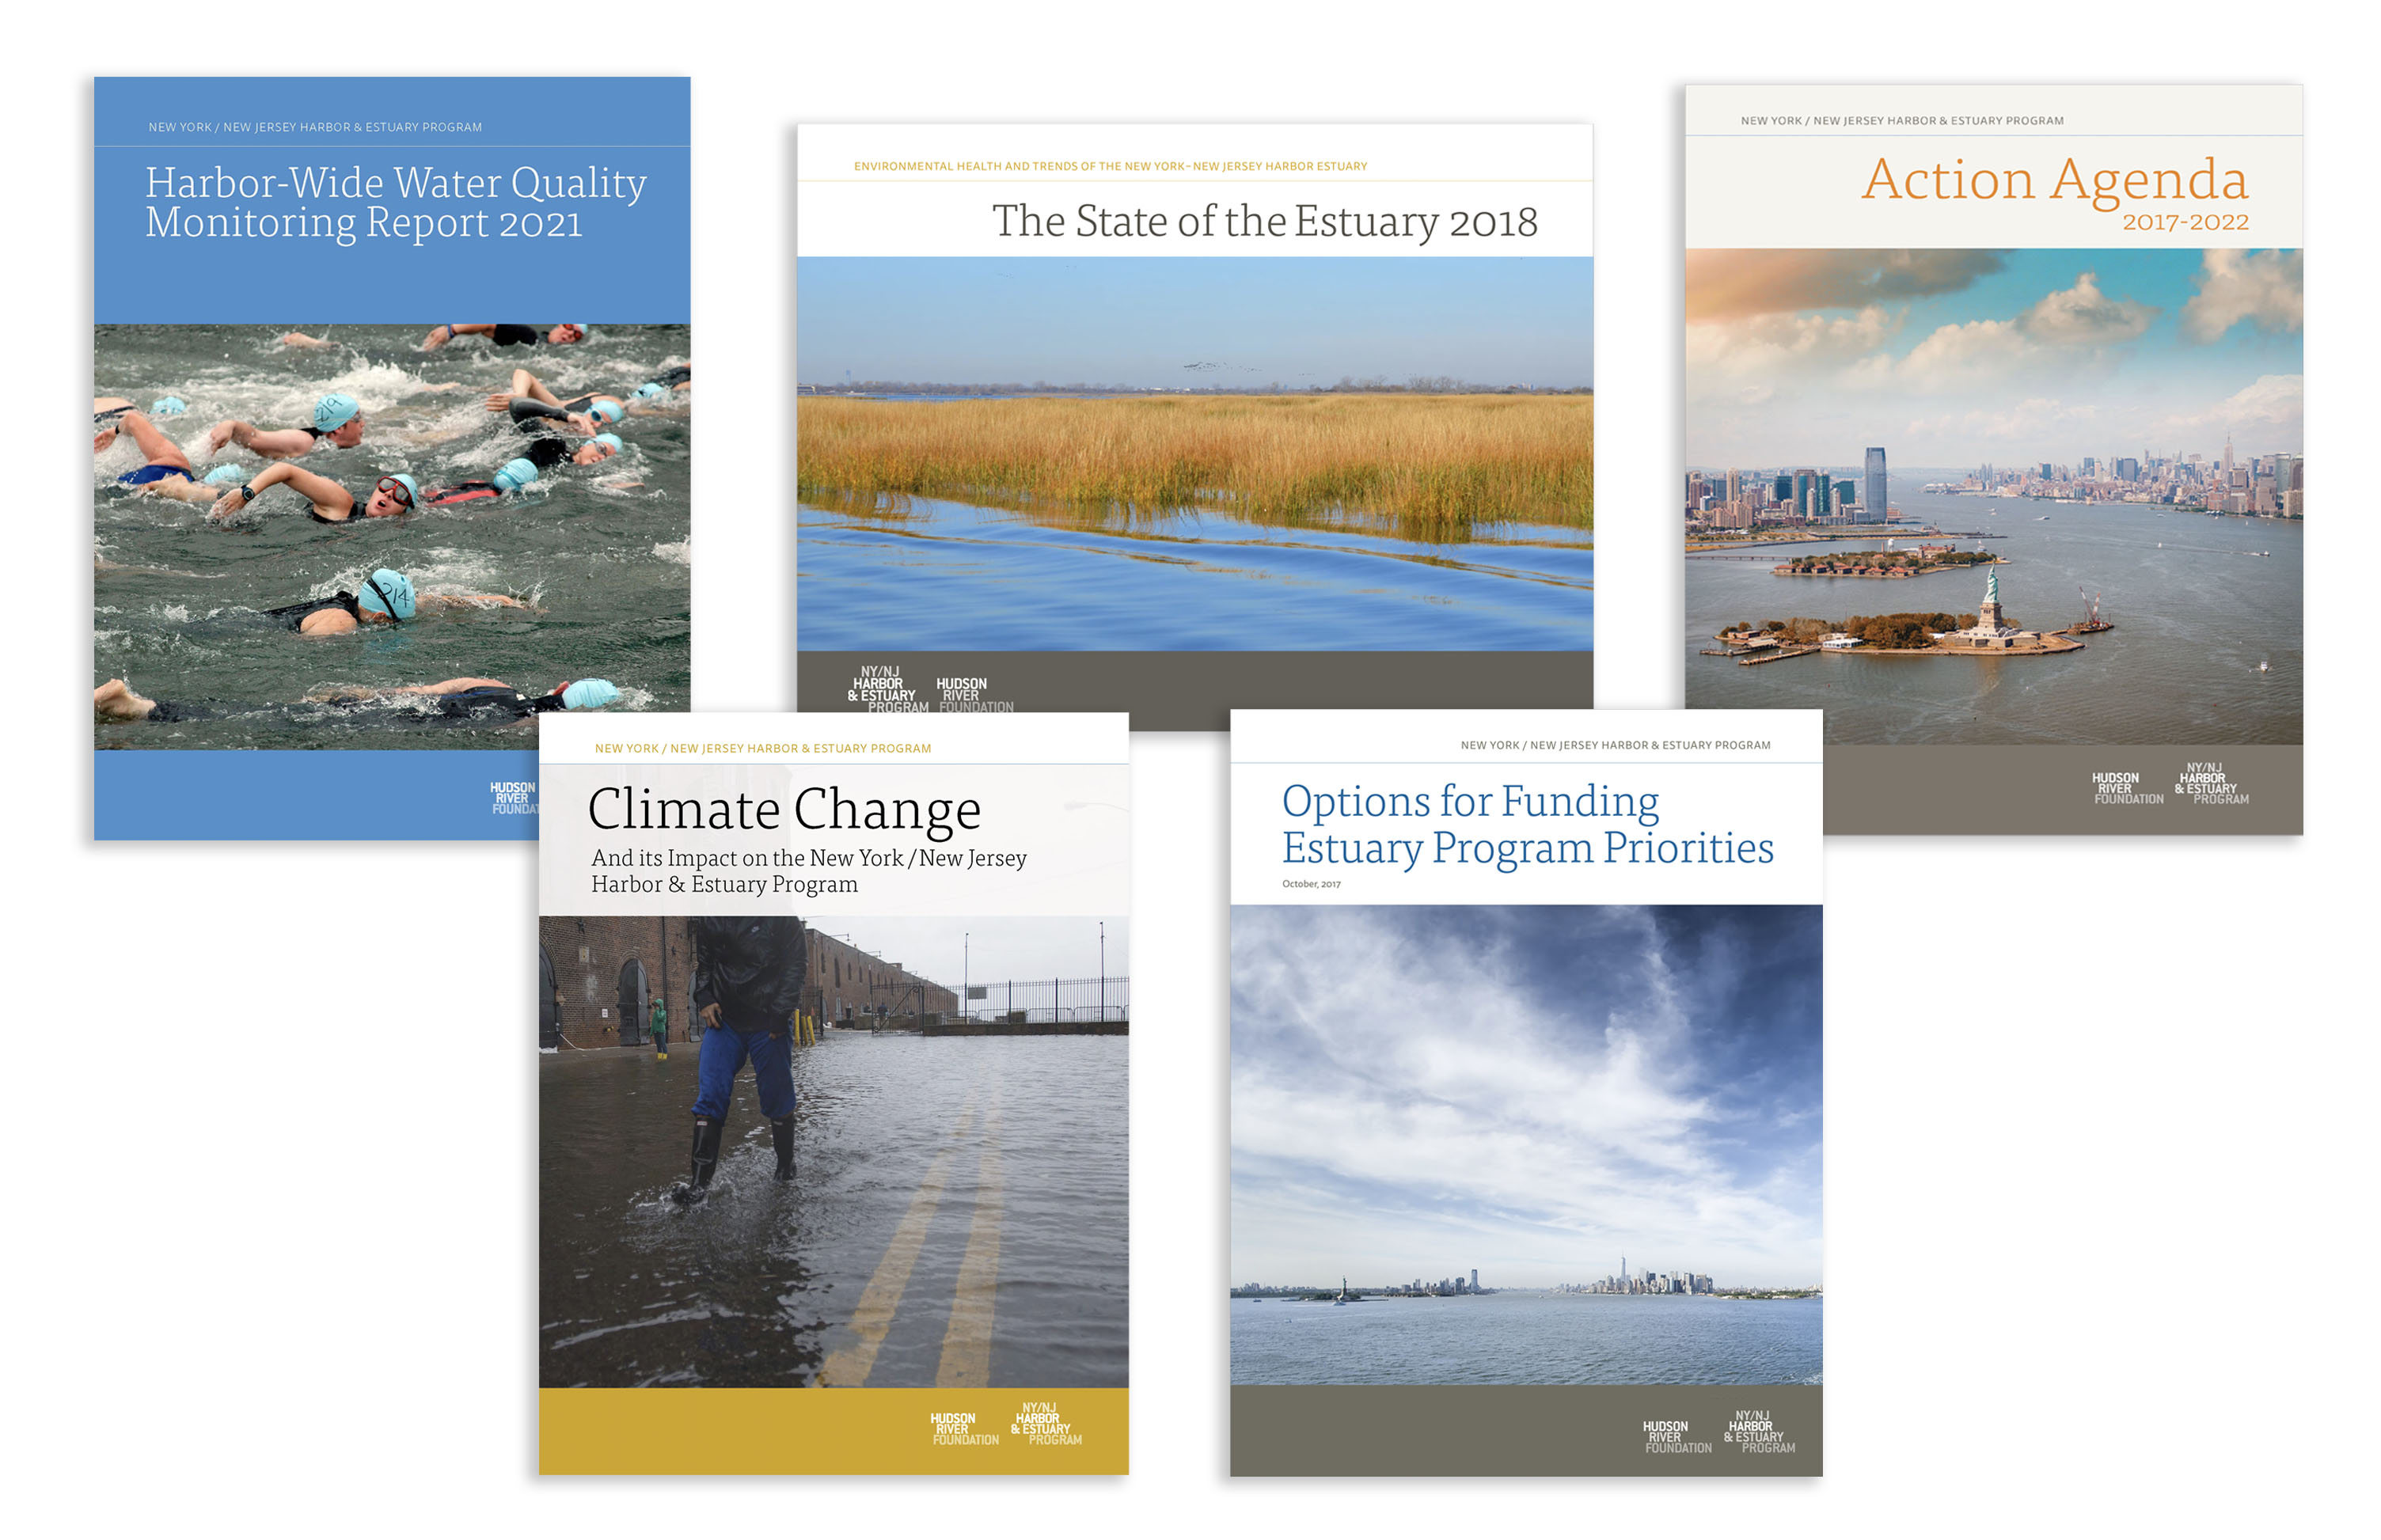 NEW YORK / NEW JERSEY HARBOR & ESTUARY PROGRAM
Harbor-Wide Water Quality
Monitoring Report 2021
219
214
HUDSON
RIVER
ENVIRONMENTAL HEALTH AND TRENDS OF THE NEW YORK–NEW JERSEY HARBOR ESTUARY
The State of the Estuary 2018
NY/NJ
HARBOR
& ESTUARY
PROGRAM
HUDSON
RIVER
FOUNDATION
NEW YORK / NEW JERSEY HARBOR & ESTUARY PROGRAM
Action Agenda
2017-2022
HUDSON
RIVER
FOUNDATION
NY/NJ
HARBOR
& ESTUARY
PROGRAM
NEW YORK / NEW JERSEY HARBOR & ESTUARY PROGRAM
Climate Change
And its Impact on the New York / New Jersey
Harbor & Estuary Program
HUDSON
RIVER
FOUNDATION
NY/NJ
HARBOR
& ESTUARY
PROGRAM
NEW YORK / NEW JERSEY HARBOR & ESTUARY PROGRAM
Options for Funding
Estuary Program Priorities
October, 2017
HUDSON
RIVER
FOUNDATION
NY/NJ
HARBOR
& ESTUARY
PROGRAM